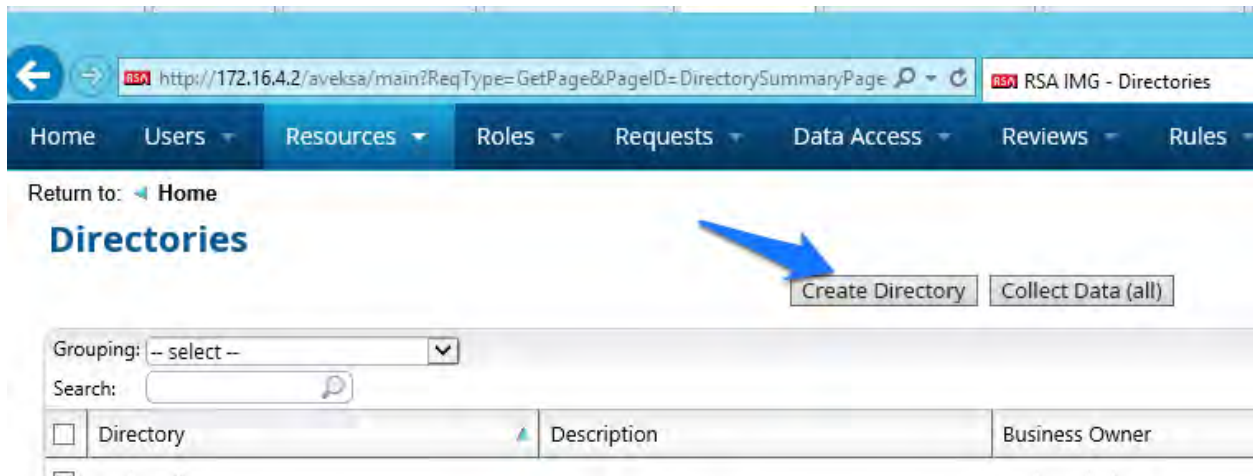 RSA http://172.16.4.2/aveksa/main?ReqType=GetPage&PageID=DirectorySummaryPage RSA RSA IMG - Directories
Home Users Resources Roles Requests Data Access Reviews Rules
Return to: Home
Directories
Create Directory Collect Data (all)
Grouping: -- select --
Search:
Directory Description Business Owner